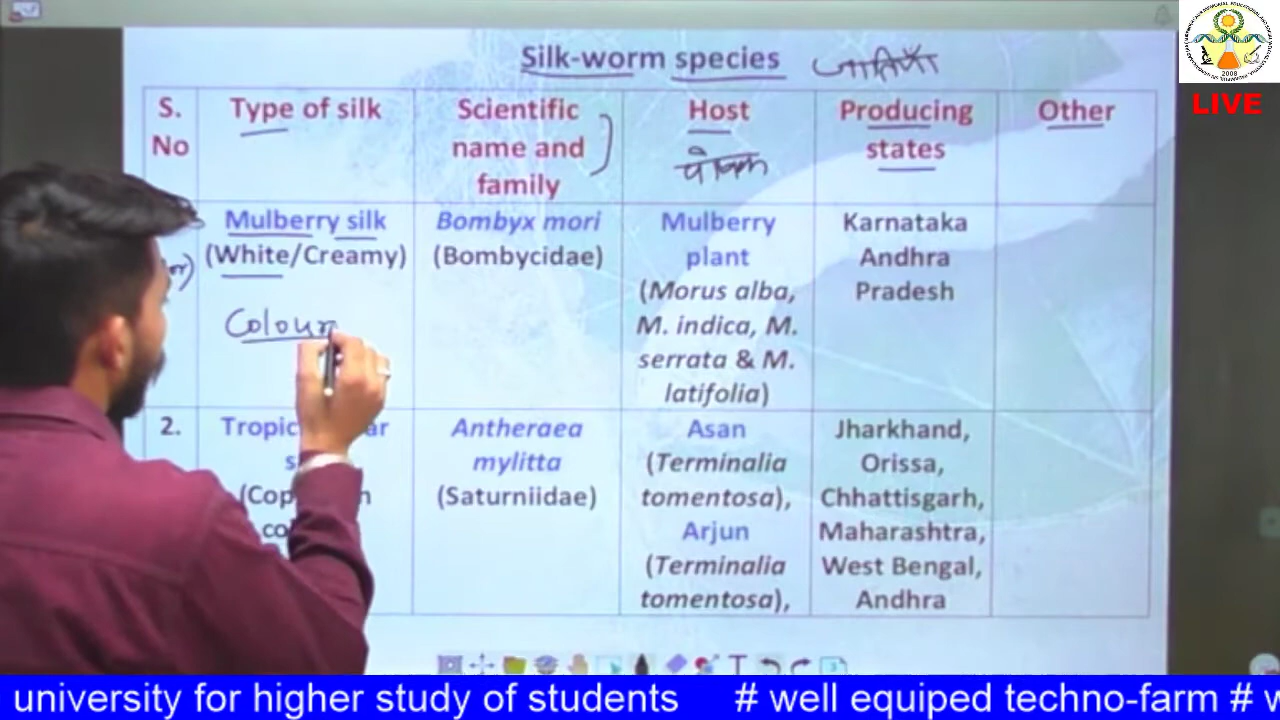 Silk-worm species
LIVE
S. No
Type of silk
Scientific name and family
Host
Producing states
Other
पोषक
Mulberry silk
(White/Creamy)
Colour
Bombyx mori
(Bombycidae)
Mulberry
plant
(Morus alba,
M. indica, M.
serrata & M.
latifolia)
Karnataka
Andhra
Pradesh
2.
Antheraea
mylitta
(Saturniidae)
Asan
(Terminalia
tomentosa),
Arjun
(Terminalia
tomentosa),
Jharkhand,
Orissa,
Chhattisgarh,
Maharashtra,
West Bengal,
Andhra
university for higher study of students # well equiped techno-farm #